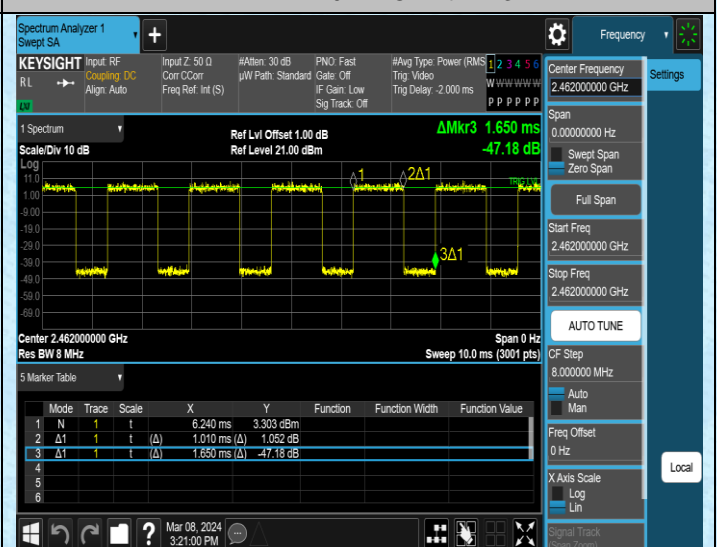 Spectrum Analyzer 1
Swept SA
+
Frequency
KEYSIGHT
RL
LXI
Input: RF
Coupling: DC
Align: Auto
Input Z: 50 Ω
Corr CCorr
Freq Ref: Int (S)
#Atten: 30 dB
µW Path: Standard
PNO: Fast
Gate: Off
IF Gain: Low
Sig Track: Off
#Avg Type: Power (RMS
Trig: Video
Trig Delay: -2.000 ms
1 2 3 4 5 6
W W W W W W
P P P P P P
1 Spectrum
Scale/Div 10 dB
Ref Lvl Offset 1.00 dB
Ref Level 21.00 dBm
ΔMkr3 1.650 ms
-47.18 dB
Log
11.0
1.00
-9.00
-19.0
-29.0
-39.0
-49.0
-59.0
-69.0
1
2Δ1
3Δ1
TRIG LVL
Center 2.462000000 GHz
Res BW 8 MHz
Span 0 Hz
Sweep 10.0 ms (3001 pts)
5 Marker Table
Mode Trace Scale X Y Function Function Width Function Value
1 N 1 t 6.240 ms 3.303 dBm
2 Δ1 1 t (Δ) 1.010 ms (Δ) 1.052 dB
3 Δ1 1 t (Δ) 1.650 ms (Δ) -47.18 dB
4
5
6
Mar 08, 2024
3:21:00 PM
?
Center Frequency
2.462000000 GHz
Settings
Span
0.00000000 Hz
Swept Span
Zero Span
Full Span
Start Freq
2.462000000 GHz
Stop Freq
2.462000000 GHz
AUTO TUNE
CF Step
8.000000 MHz
Auto
Man
Freq Offset
0 Hz
X Axis Scale
Log
Lin
Local
Signal Track
(Span Zoom)